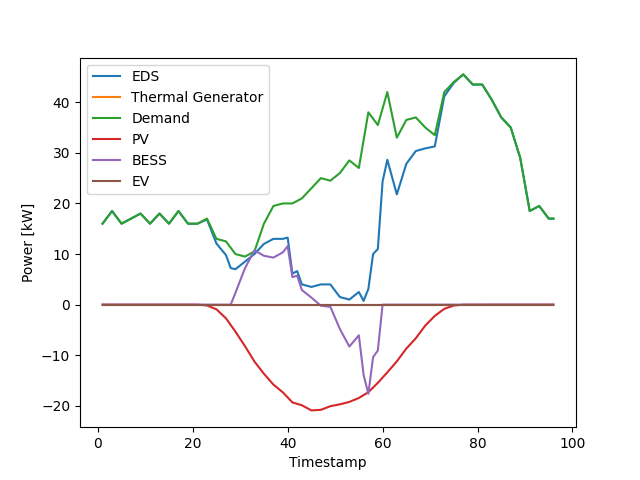 EDS
Thermal Generator
Demand
PV
BESS
EV
Power [kW]
40
30
20
10
0
−10
−20
0 20 40 60 80 100
Timestamp